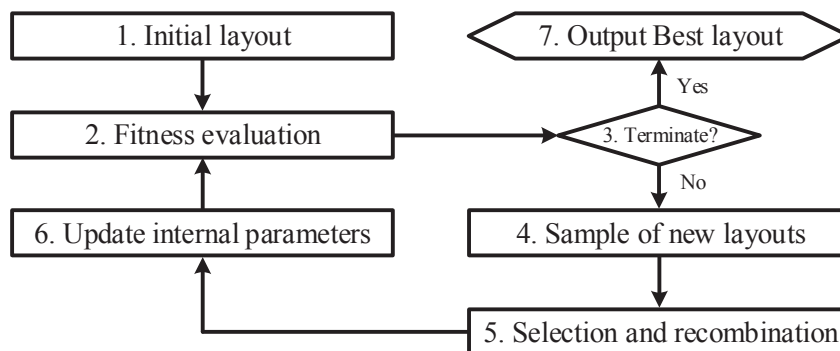 1. Initial layout
7. Output Best layout
Yes
2. Fitness evaluation
3. Terminate?
No
6. Update internal parameters
4. Sample of new layouts
5. Selection and recombination